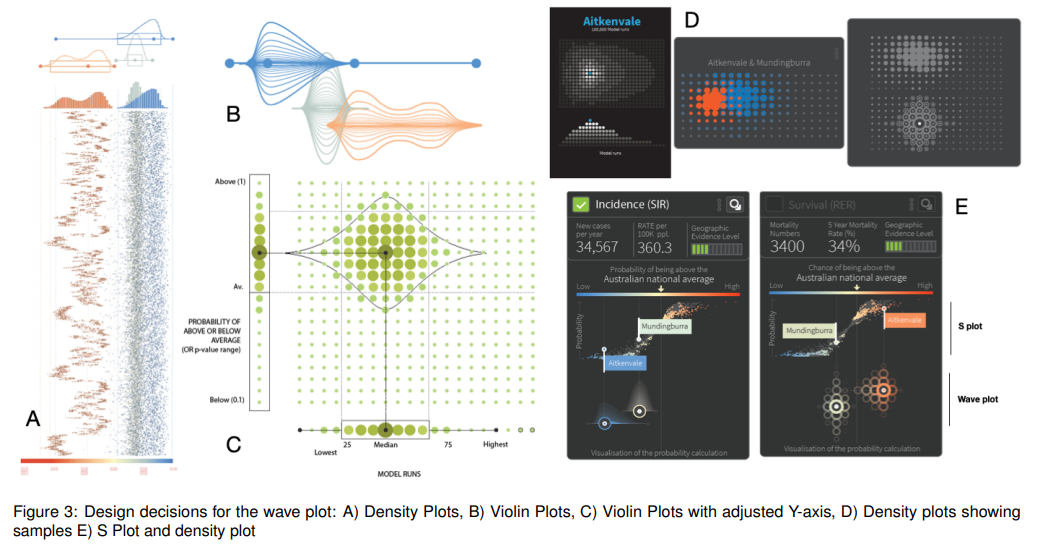 A
B
Above (1)
Av.
PROBABILITY OF
ABOVE OR BELOW
AVERAGE
(OR p-value range)
Below (0.1)
C
Lowest
25
Median
75
Highest
MODEL RUNS
Aitkenvale
Model runs
D
Aitkenvale & Mundingburra
E
Incidence (SIR)
New cases
per year
34,567
RATE per
100K ppl.
360.3
Geographic
Evidence Level
Probability of being above the
Australian national average
Low
High
Probability
Mundingburra
Aitkenvale
Visualisation of the probability calculation
Survival (RER)
Mortality
Numbers
3400
5 Year Mortality
Rate (%)
34%
Geographic
Evidence Level
Chance of being above the
Australian national average
Low
High
Probability
Mundingburra
Aitkenvale
Visualisation of the probability calculation
S plot
Wave plot
Figure 3: Design decisions for the wave plot: A) Density Plots, B) Violin Plots, C) Violin Plots with adjusted Y-axis, D) Density plots showing
samples E) S Plot and density plot